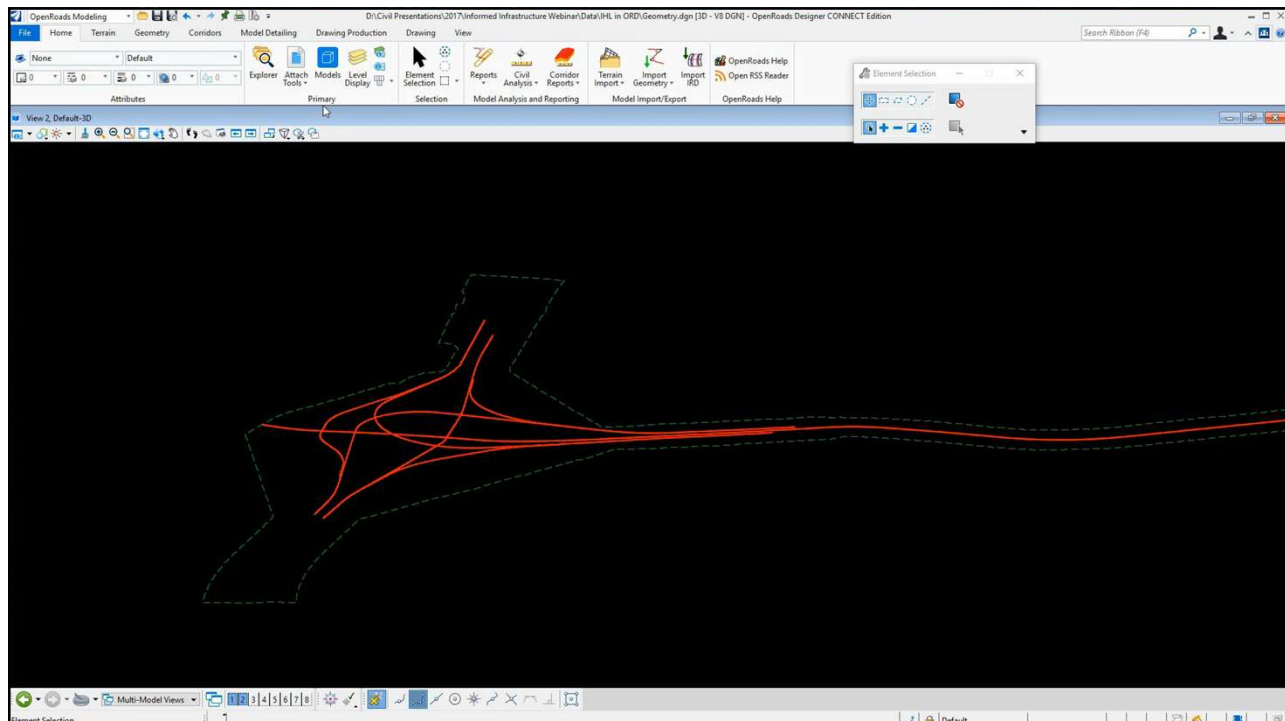 OpenRoads Modeling
D:\Civil Presentations\2017\Informed Infrastructure Webinar\Data\IHL in ORD\Geometry.dgn [3D - V8 DGN] - OpenRoads Designer CONNECT Edition
File Home Terrain Geometry Corridors Model Detailing Drawing Production Drawing View
Search Ribbon (F4)
None Default
0 0 0 0 0
Attributes
Explorer Attach Tools Models Level Display
Primary
Element Selection
Selection
Reports Civil Analysis Corridor Reports
Model Analysis and Reporting
Terrain Import Import Geometry Import IRD
Model Import/Export
OpenRoads Help
Open RSS Reader
OpenRoads Help
Element Selection
View 2, Default-3D
Multi-Model Views 1 2 3 4 5 6 7 8
Element Selection
Default